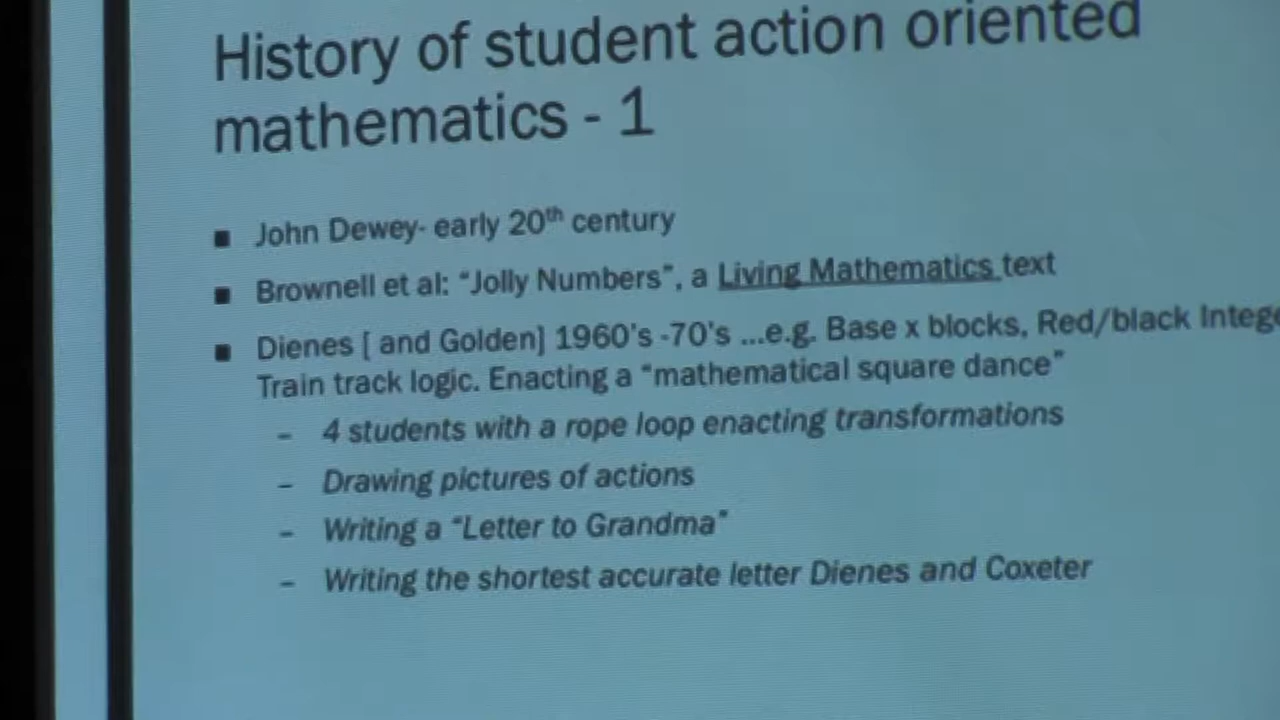 History of student action oriented
mathematics - 1
■ John Dewey- early 20th century
■ Brownell et al: “Jolly Numbers”, a Living Mathematics text
■ Dienes [ and Golden] 1960's -70's ...e.g. Base x blocks, Red/black
Train track logic. Enacting a “mathematical square dance”
– 4 students with a rope loop enacting transformations
– Drawing pictures of actions
– Writing a “Letter to Grandma”
– Writing the shortest accurate letter Dienes and Coxeter